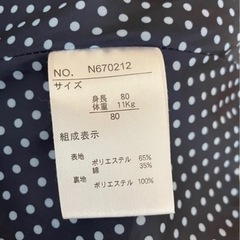 NO. N670212
サイズ
身長 80
体重 11Kg
80
組成表示
表地 ポリエステル 65%
綿 35%
裏地 ポリエステル 100%